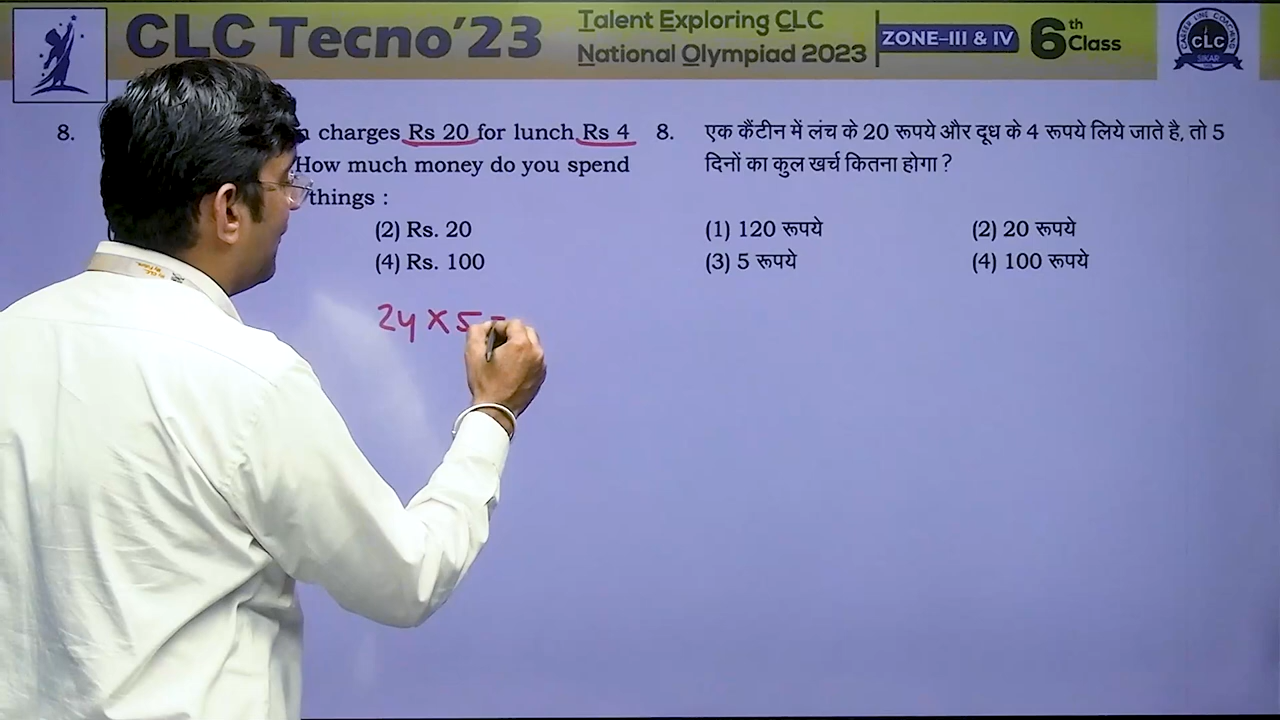 CLC Tecno’23
Talent Exploring CLC
National Olympiad 2023
ZONE–III & IV
6th Class
CLC
SIKAR
8.
charges Rs 20 for lunch Rs 4
How much money do you spend
things :
(2) Rs. 20
(4) Rs. 100
24 × 5 =
8. एक कैंटीन में लंच के 20 रूपये और दूध के 4 रूपये लिये जाते है, तो 5
दिनों का कुल खर्च कितना होगा ?
(1) 120 रूपये (2) 20 रूपये
(3) 5 रूपये (4) 100 रूपये